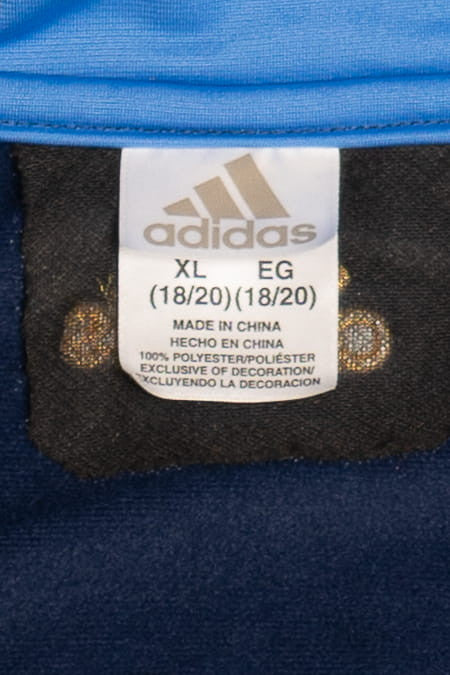 adidas
XL EG
(18/20)(18/20)
MADE IN CHINA
HECHO EN CHINA
100% POLYESTER/POLIÉSTER
EXCLUSIVE OF DECORATION/
EXCLUYENDO LA DECORACION